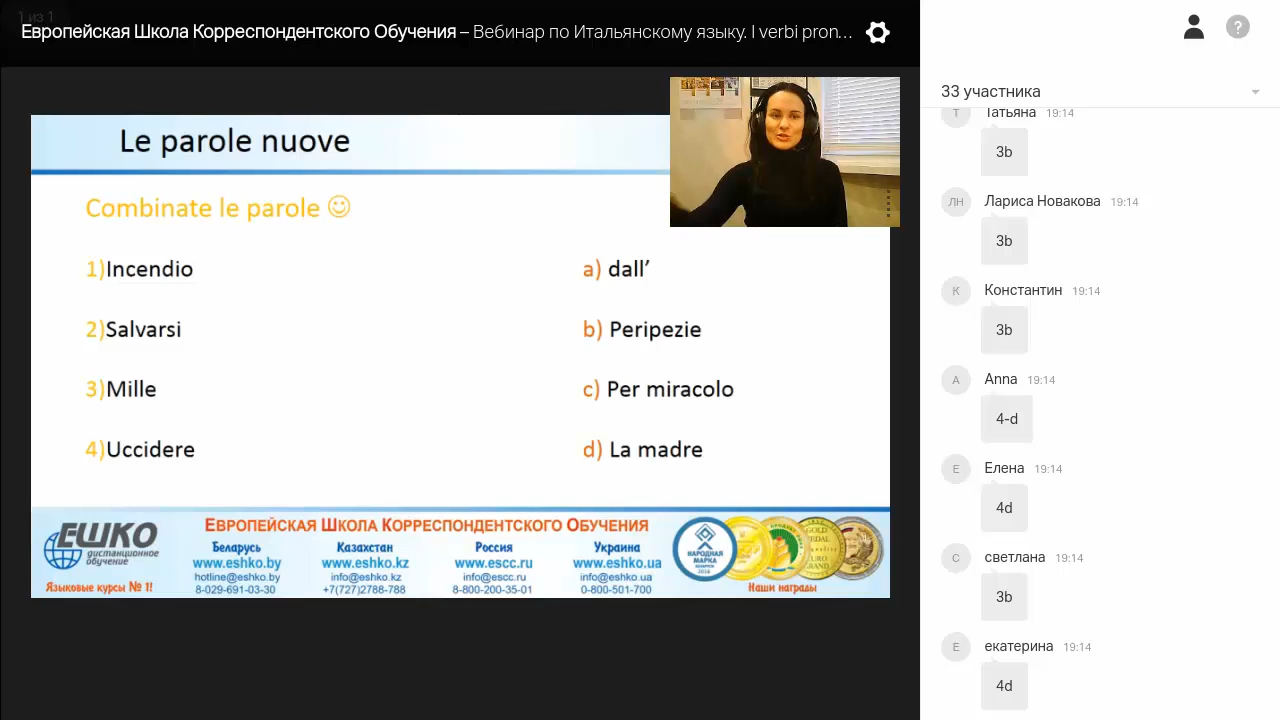 1 из 1
Европейская Школа Корреспондентского Обучения – Вебинар по Итальянскому языку. I verbi pron...
Le parole nuove
Combinate le parole ☺
1)Incendio
a) dall’
2)Salvarsi
b) Peripezie
3)Mille
c) Per miracolo
4)Uccidere
d) La madre
ЕШКО
дистанционное
обучение
Языковые курсы № 1!
ЕВРОПЕЙСКАЯ ШКОЛА КОРРЕСПОНДЕНТСКОГО ОБУЧЕНИЯ
Беларусь
www.eshko.by
hotline@eshko.by
8-029-691-03-30
Казахстан
www.eshko.kz
info@eshko.kz
+7(727)2788-788
Россия
www.escc.ru
info@escc.ru
8-800-200-35-01
Украина
www.eshko.ua
info@eshko.ua
0-800-501-700
НАРОДНАЯ
МАРКА
Наши награды
?
33 участника
Т
Татьяна 19:14
3b
ЛН
Лариса Новакова 19:14
3b
К
Константин 19:14
3b
A
Anna 19:14
4-d
Е
Елена 19:14
4d
С
светлана 19:14
3b
Е
екатерина 19:14
4d